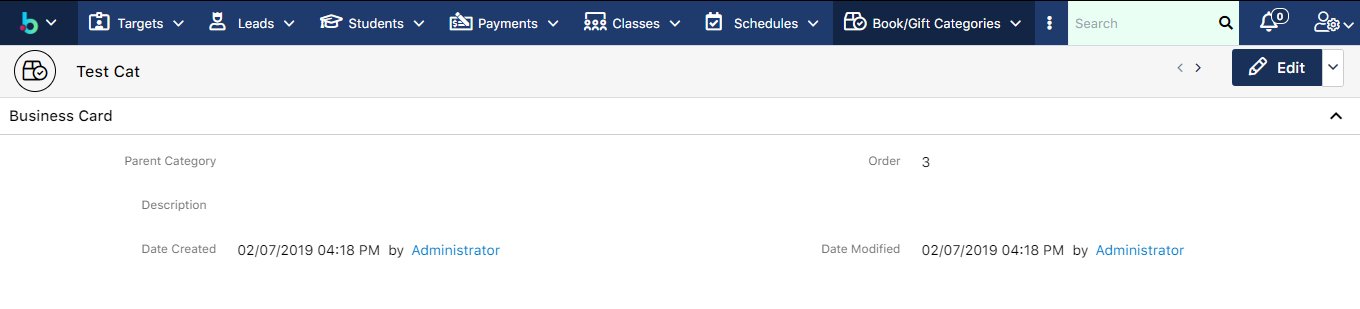 Targets Leads Students Payments Classes Schedules Book/Gift Categories Search 0
Test Cat Edit
Business Card
Parent Category Order 3
Description
Date Created 02/07/2019 04:18 PM by Administrator Date Modified 02/07/2019 04:18 PM by Administrator